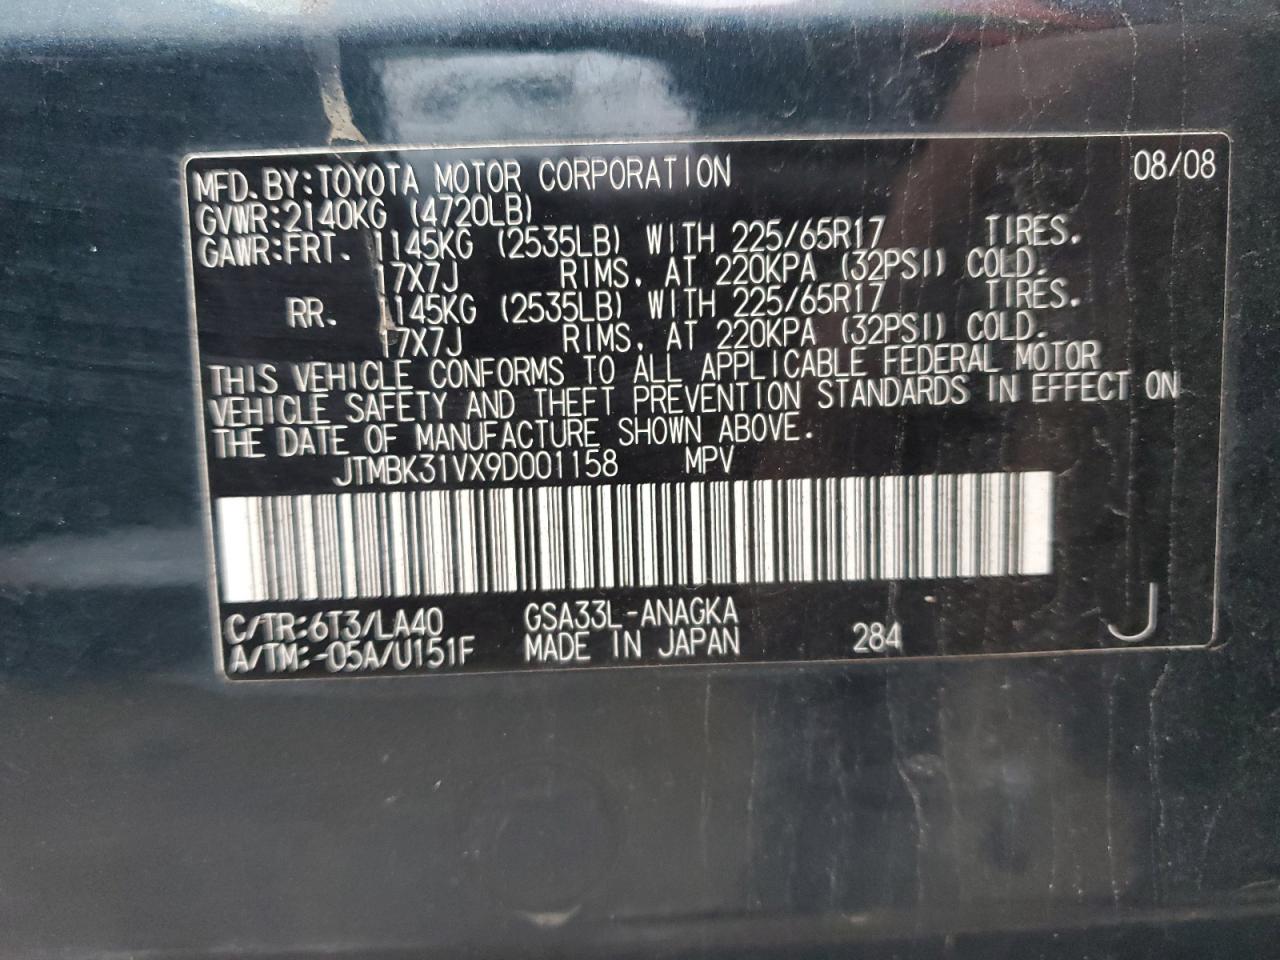 MFD. BY: TOYOTA MOTOR CORPORATION 08/08
GVWR: 2140KG (4720LB)
GAWR: FRT. 1145KG (2535LB) WITH 225/65R17 TIRES.
17X7J RIMS, AT 220KPA (32PSI) COLD.
RR. 1145KG (2535LB) WITH 225/65R17 TIRES.
17X7J RIMS, AT 220KPA (32PSI) COLD.
THIS VEHICLE CONFORMS TO ALL APPLICABLE FEDERAL MOTOR
VEHICLE SAFETY AND THEFT PREVENTION STANDARDS IN EFFECT ON
THE DATE OF MANUFACTURE SHOWN ABOVE.
JTMBK31VX9D001158 MPV
C/TR: 6T3/LA40 GSA33L-ANAGKA
A/TM: -05A/U151F MADE IN JAPAN 284 J